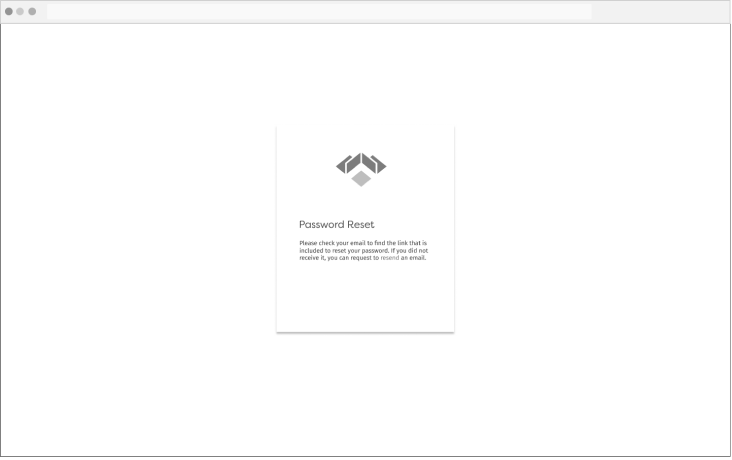 Password Reset
Please check your email to find the link that is
included to reset your password. If you did not
receive it, you can request to resend an email.